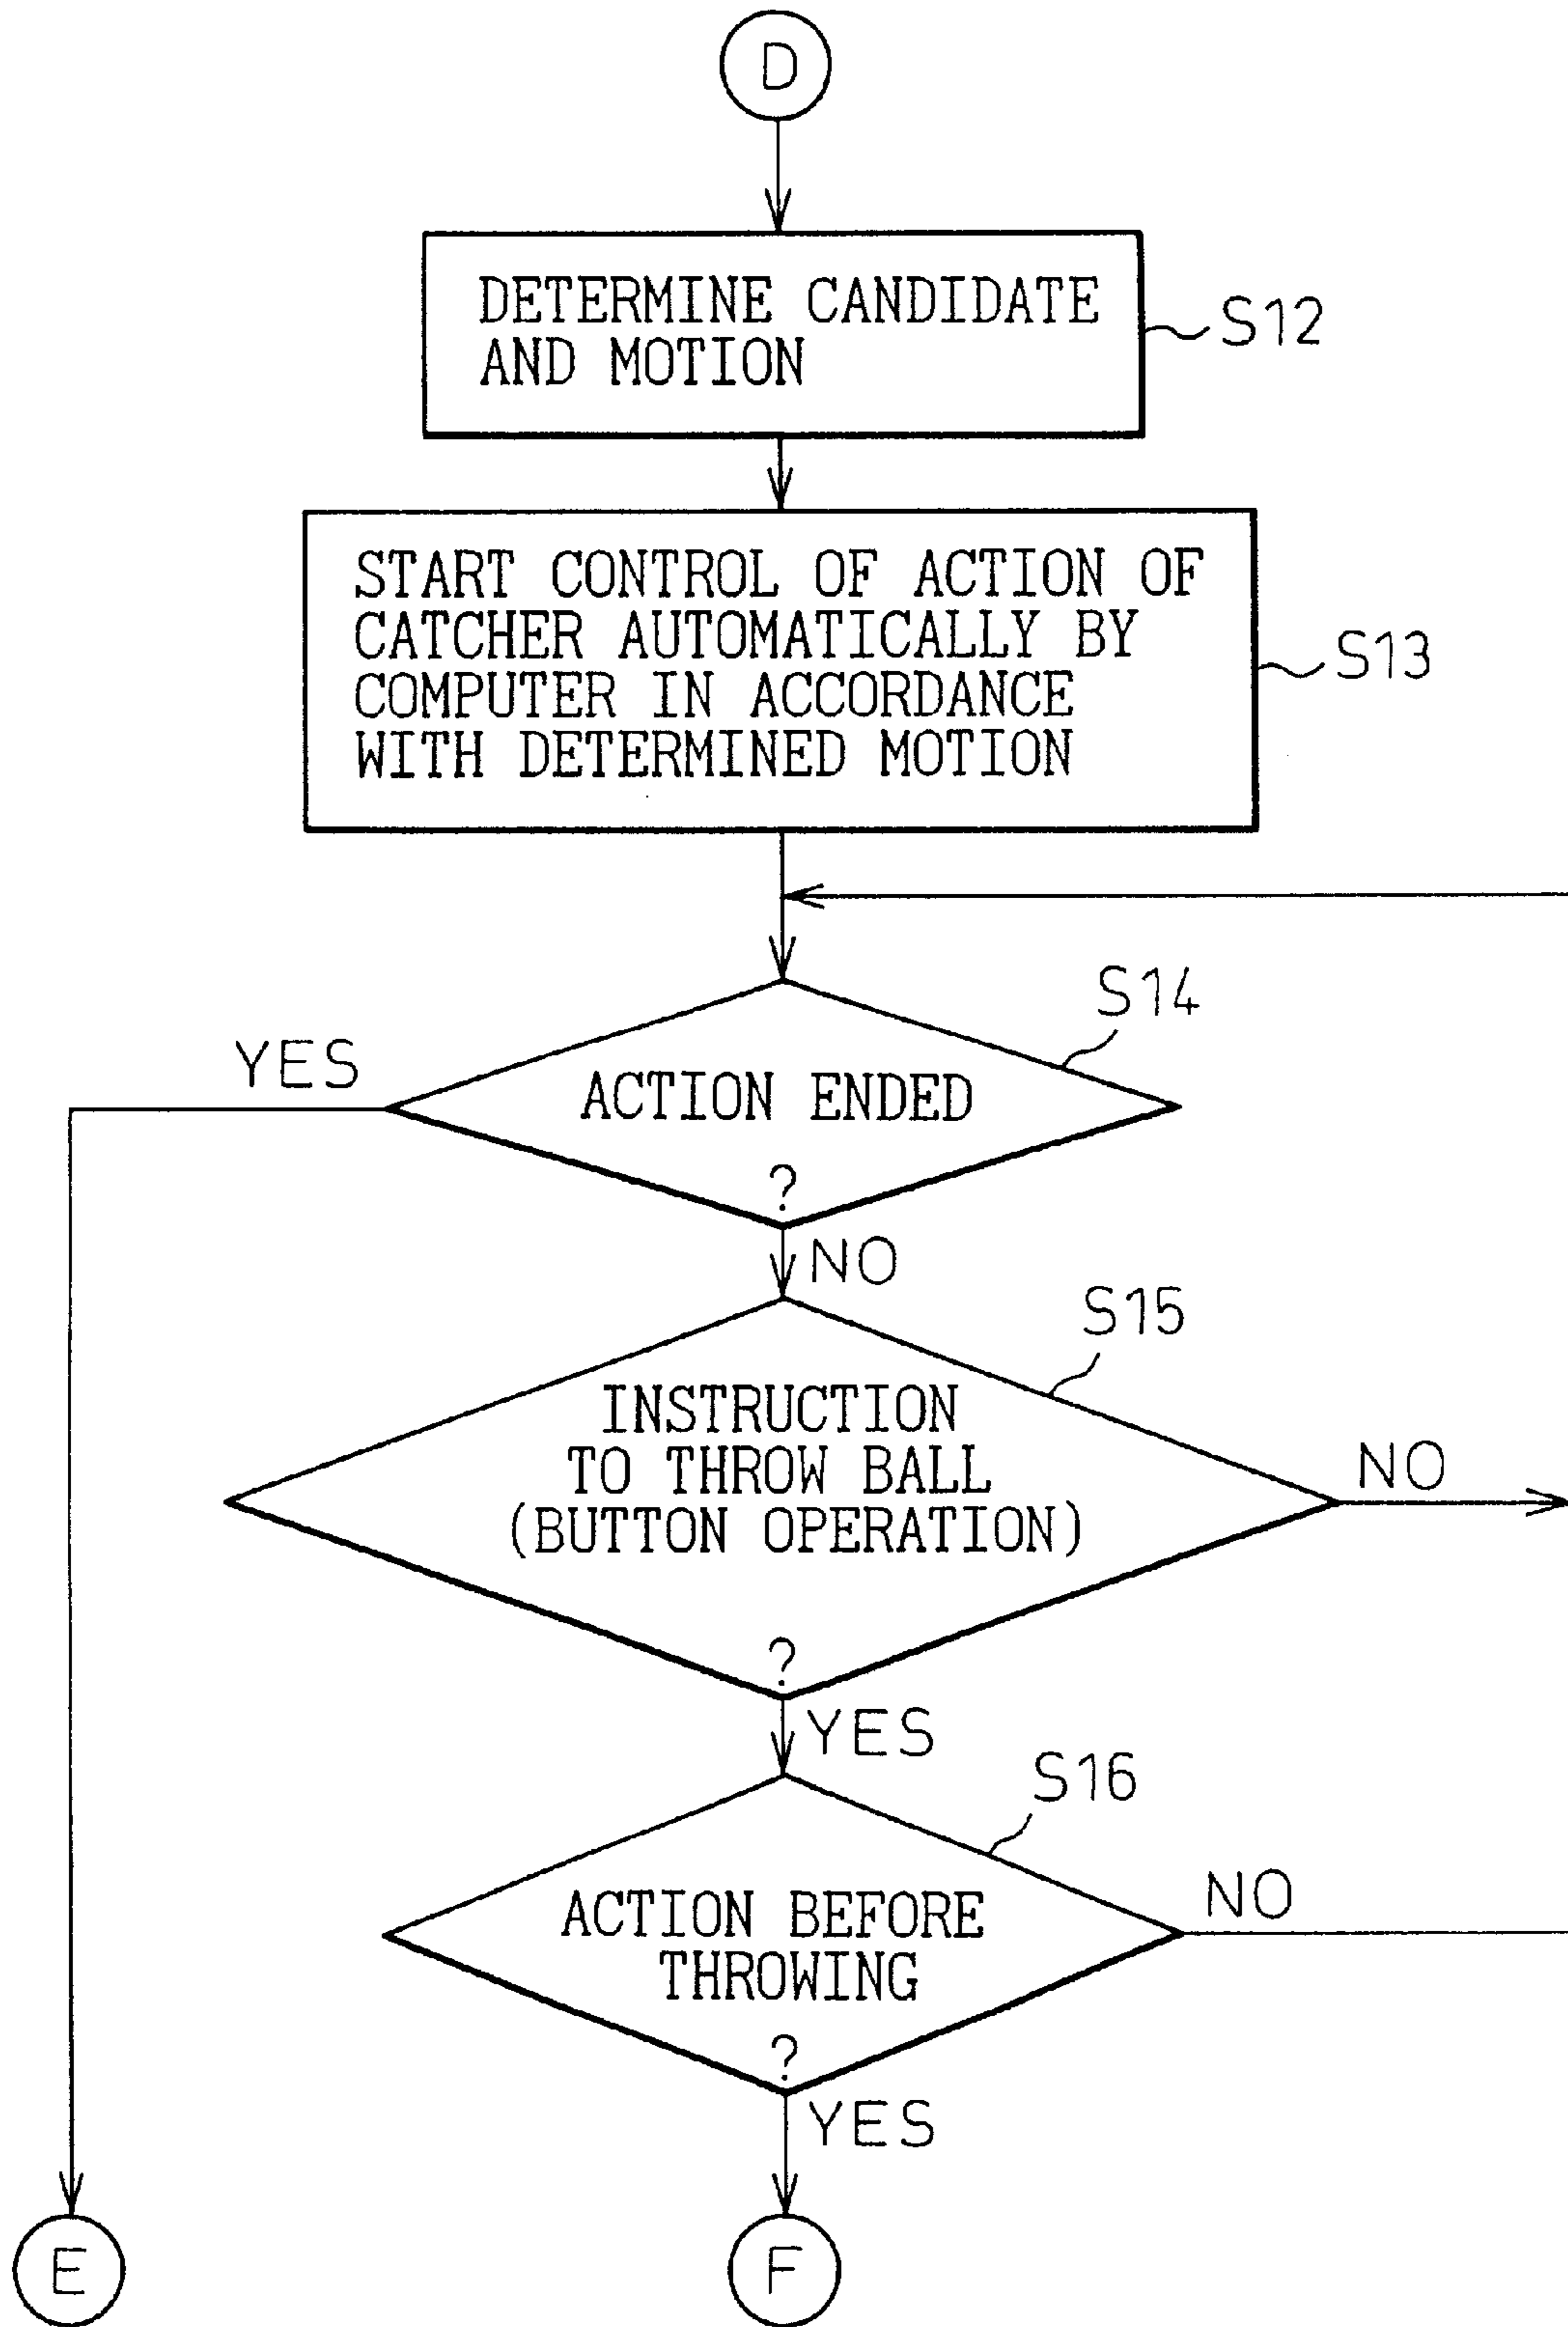 D
DETERMINE CANDIDATE
AND MOTION
S12
START CONTROL OF ACTION OF
CATCHER AUTOMATICALLY BY
COMPUTER IN ACCORDANCE
WITH DETERMINED MOTION
S13
S14
YES
ACTION ENDED
?
NO
S15
INSTRUCTION
TO THROW BALL
(BUTTON OPERATION)
?
NO
YES
S16
ACTION BEFORE
THROWING
?
NO
YES
E
F